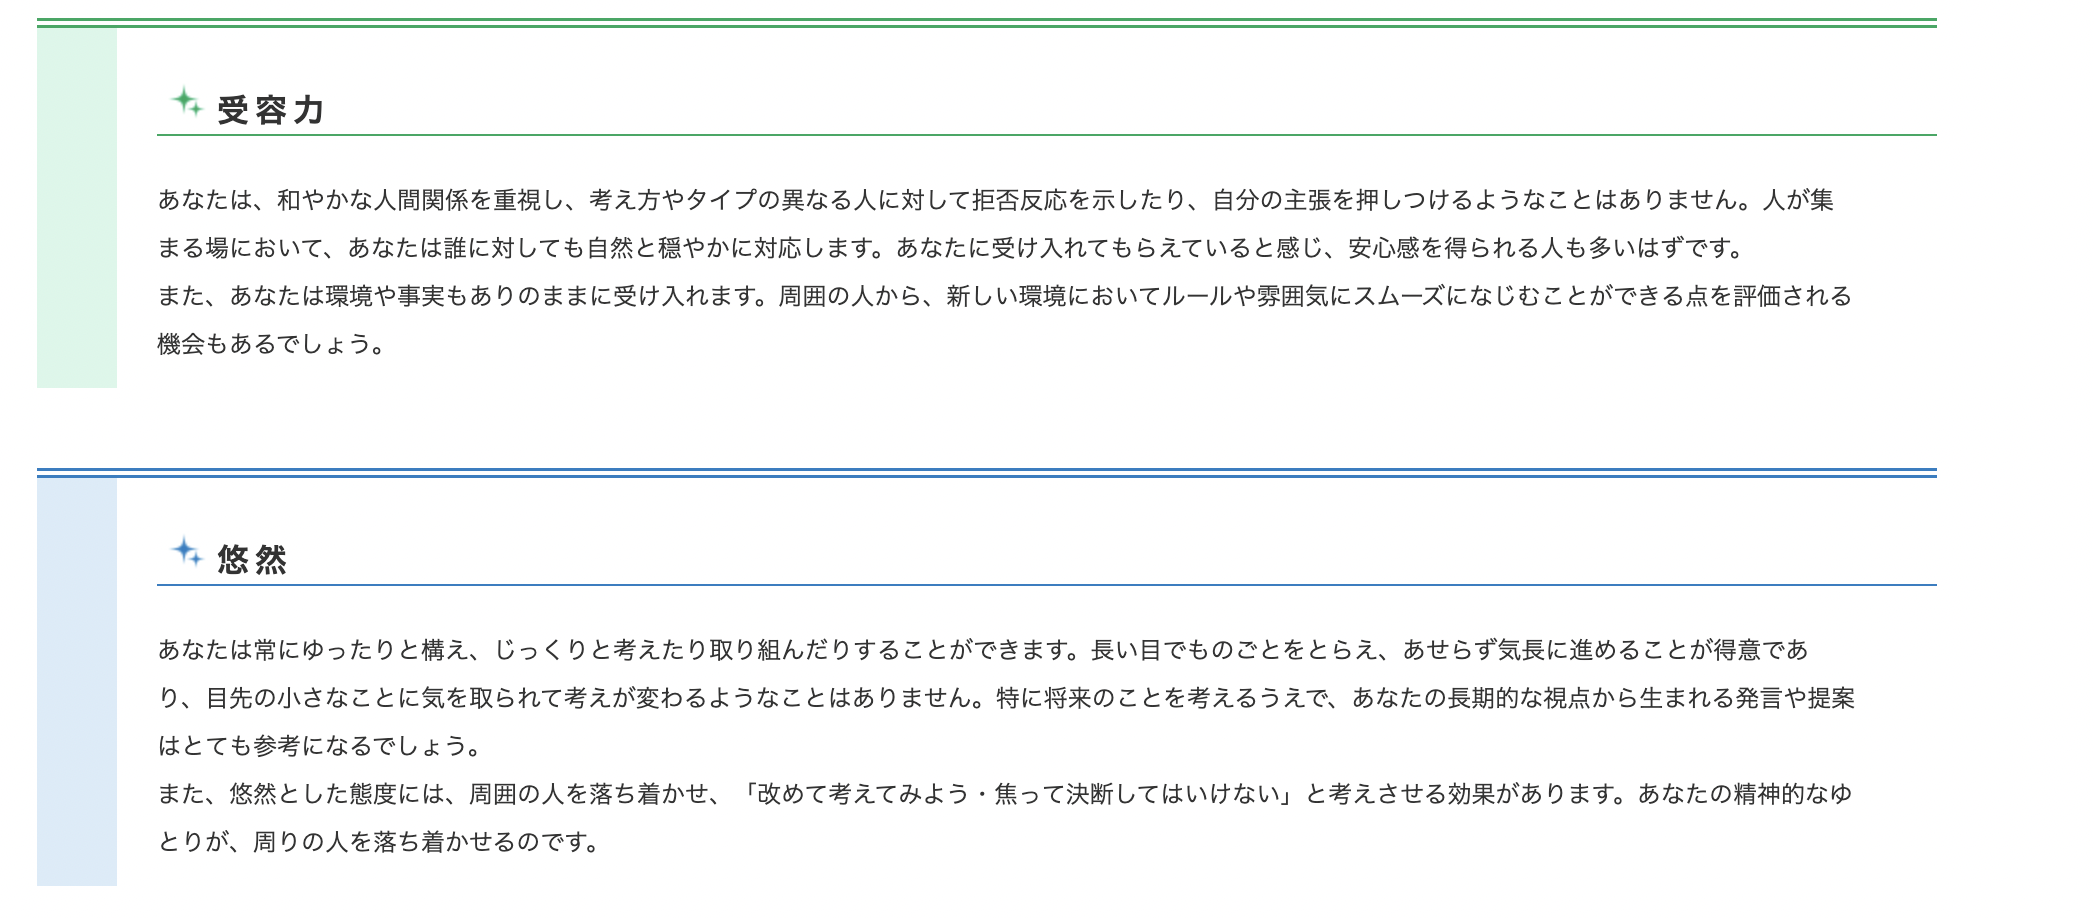 受容力
あなたは、和やかな人間関係を重視し、考え方やタイプの異なる人に対して拒否反応を示したり、自分の主張を押しつけるようなことはありません。人が集
まる場において、あなたは誰に対しても自然と穏やかに対応します。あなたに受け入れてもらえていると感じ、安心感を得られる人も多いはずです。
また、あなたは環境や事実もありのままに受け入れます。周囲の人から、新しい環境においてルールや雰囲気にスムーズになじむことができる点を評価される
機会もあるでしょう。
悠然
あなたは常にゆったりと構え、じっくりと考えたり取り組んだりすることができます。長い目でものごとをとらえ、あせらず気長に進めることが得意であ
り、目先の小さなことに気を取られて考えが変わるようなことはありません。特に将来のことを考えるうえで、あなたの長期的な視点から生まれる発言や提案
はとても参考になるでしょう。
また、悠然とした態度には、周囲の人を落ち着かせ、「改めて考えてみよう・焦って決断してはいけない」と考えさせる効果があります。あなたの精神的なゆ
とりが、周りの人を落ち着かせるのです。